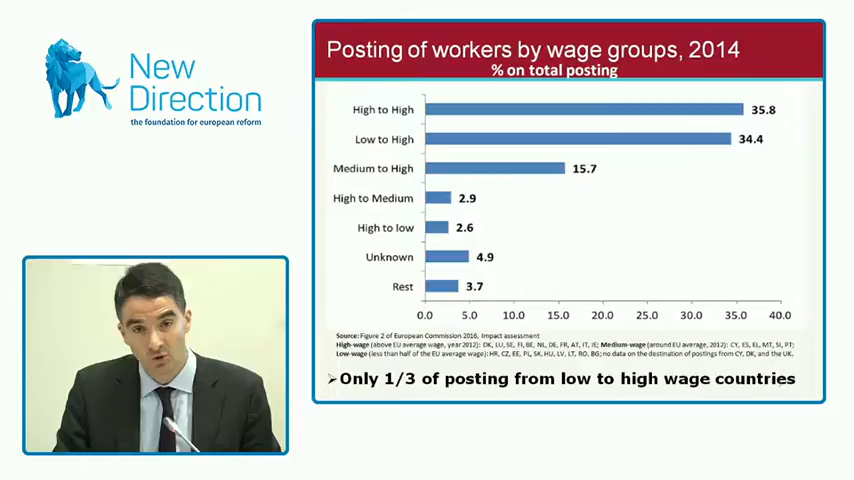 New
Direction
the foundation for european reform
Posting of workers by wage groups, 2014
% on total posting
High to High 35.8
Low to High 34.4
Medium to High 15.7
High to Medium 2.9
High to low 2.6
Unknown 4.9
Rest 3.7
0.0 5.0 10.0 15.0 20.0 25.0 30.0 35.0 40.0
Source: Figure 2 of European Commission 2016, Impact assessment
High-wage (above EU average wage, year 2012): DK, LU, SE, FI, BE, NL, DE, FR, AT, IT, IE; Medium-wage (around EU average, 2012): CY, ES, EL, MT, SI, PT;
Low-wage (less than half of the EU average wage): HR, CZ, EE, PL, SK, HU, LV, LT, RO, BG; no data on the destination of postings from CY, DK, and the UK.
➢Only 1/3 of posting from low to high wage countries